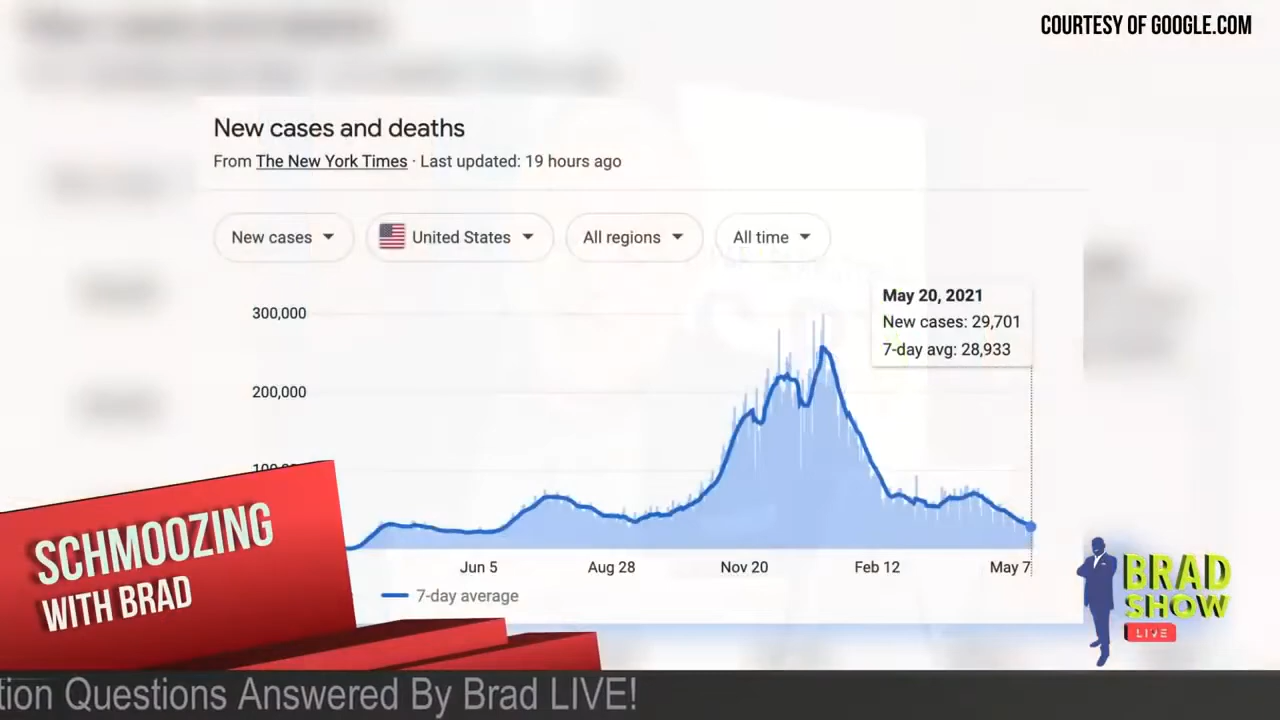 COURTESY OF GOOGLE.COM
New cases and deaths
From The New York Times · Last updated: 19 hours ago
New cases
United States
All regions
All time
May 20, 2021
New cases: 29,701
7-day avg: 28,933
300,000
200,000
Jun 5
Aug 28
Nov 20
Feb 12
May 7
7-day average
SCHMOOZING
WITH BRAD
BRAD
SHOW
LIVE
tion Questions Answered By Brad LIVE!